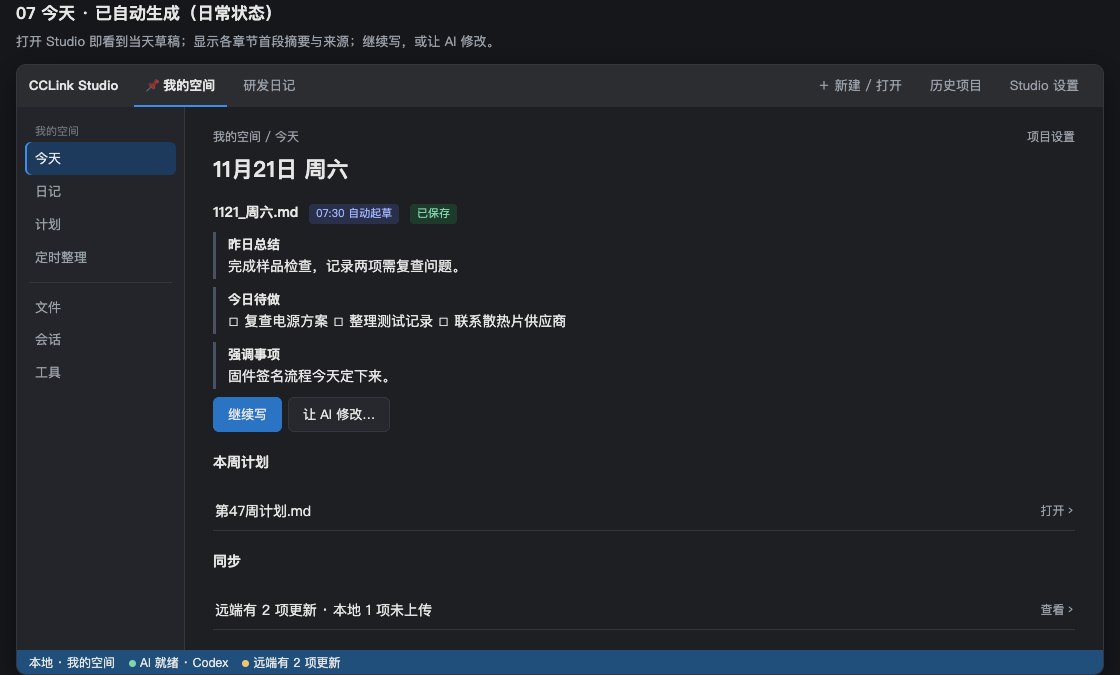 07 今天 · 已自动生成（日常状态）
打开 Studio 即看到当天草稿；显示各章节首段摘要与来源；继续写，或让 AI 修改。
CCLink Studio 📌 我的空间 研发日记 + 新建 / 打开 历史项目 Studio 设置
我的空间
今天
日记
计划
定时整理
文件
会话
工具
我的空间 / 今天 项目设置
11月21日 周六
1121_周六.md 07:30 自动起草 已保存
昨日总结
完成样品检查，记录两项需复查问题。
今日待做
□ 复查电源方案 □ 整理测试记录 □ 联系散热片供应商
强调事项
固件签名流程今天定下来。
继续写 让 AI 修改…
本周计划
第47周计划.md 打开 ›
同步
远端有 2 项更新 · 本地 1 项未上传 查看 ›
本地 · 我的空间 ● AI 就绪 · Codex ● 远端有 2 项更新